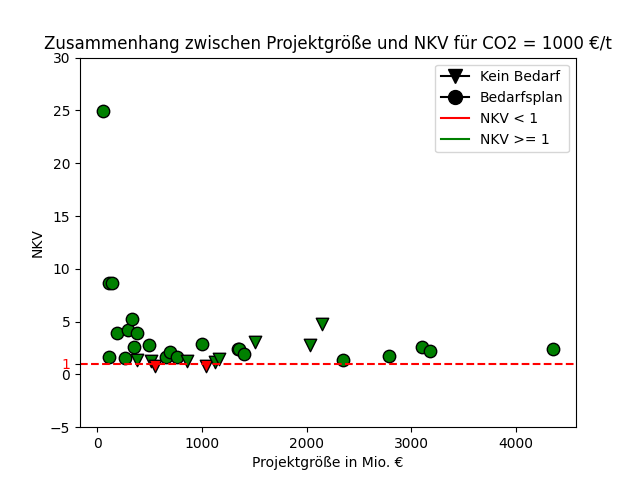 Zusammenhang zwischen Projektgröße und NKV für CO2 = 1000 €/t
30
25
20
15
10
5
1
0
−5
NKV
Kein Bedarf
Bedarfsplan
NKV < 1
NKV >= 1
0 1000 2000 3000 4000
Projektgröße in Mio. €